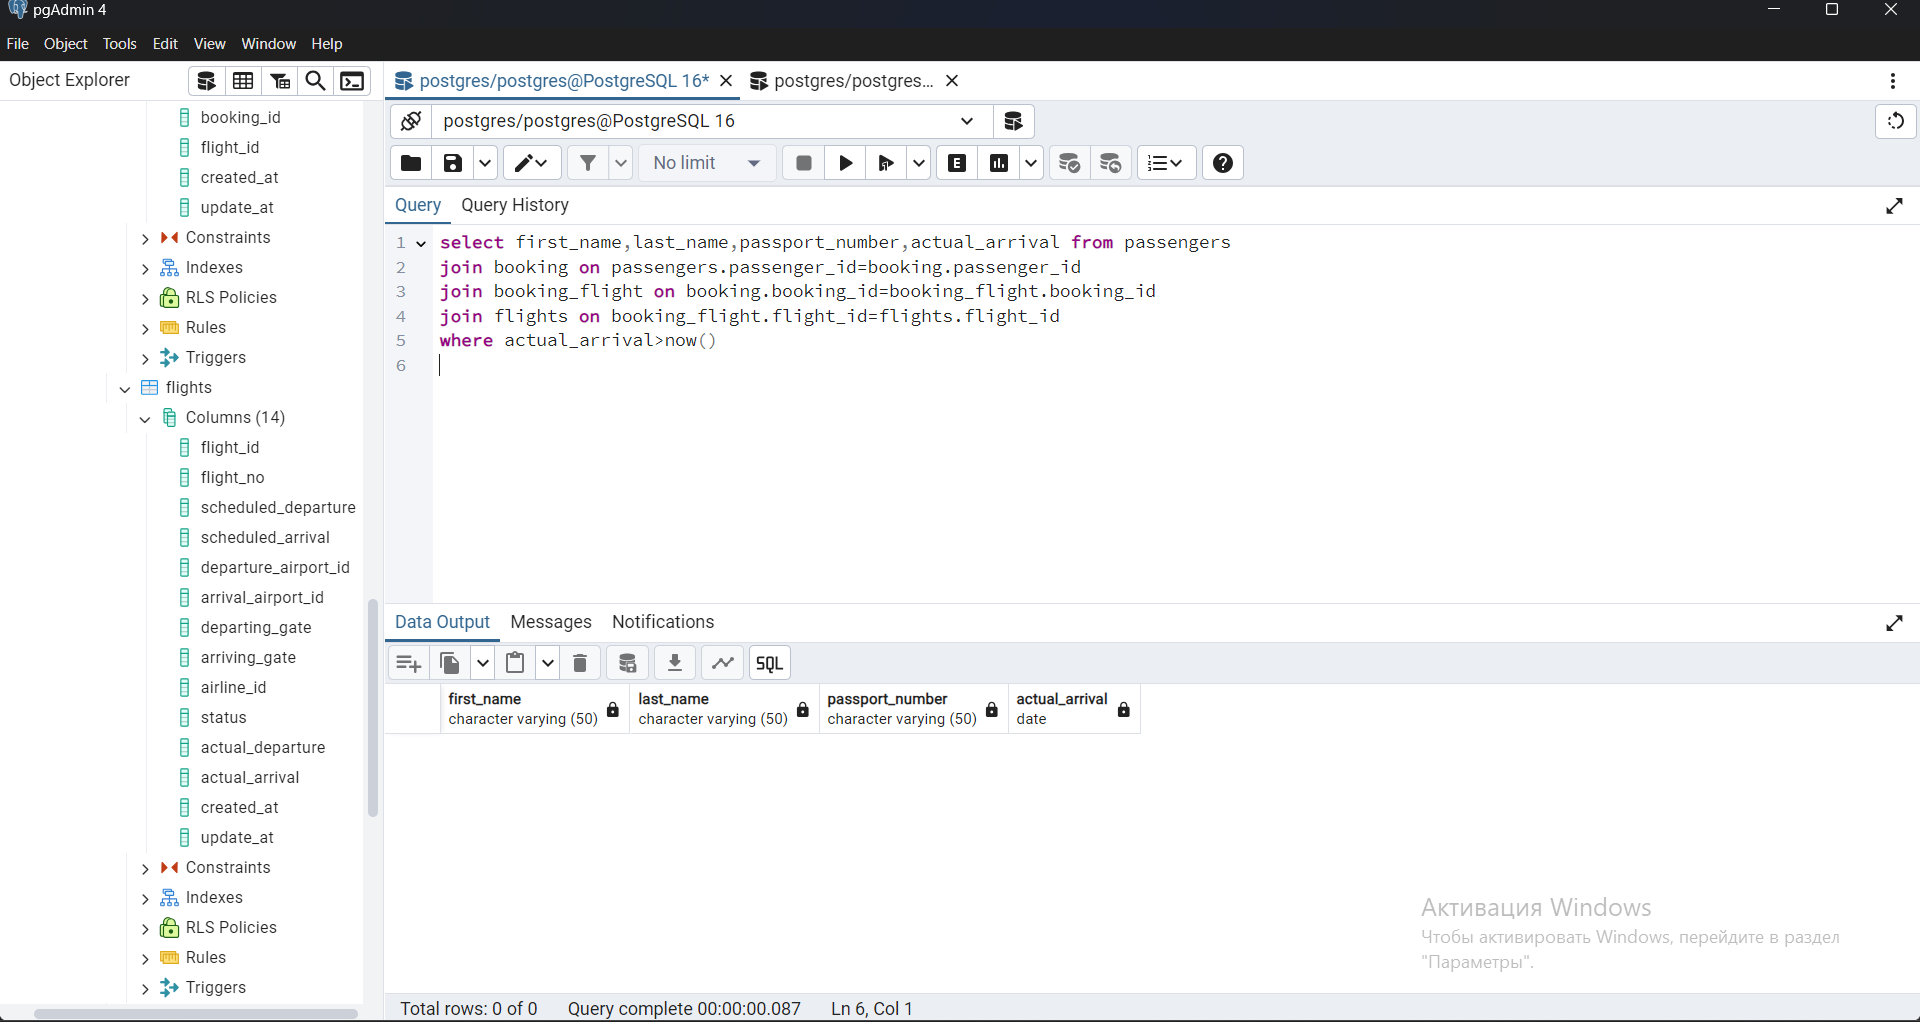 pgAdmin 4
File Object Tools Edit View Window Help
Object Explorer
postgres/postgres@PostgreSQL 16*
postgres/postgres...
postgres/postgres@PostgreSQL 16
No limit
E
Query Query History
booking_id
flight_id
created_at
update_at
Constraints
Indexes
RLS Policies
Rules
Triggers
flights
Columns (14)
flight_id
flight_no
scheduled_departure
scheduled_arrival
departure_airport_id
arrival_airport_id
departing_gate
arriving_gate
airline_id
status
actual_departure
actual_arrival
created_at
update_at
Constraints
Indexes
RLS Policies
Rules
Triggers
1 select first_name,last_name,passport_number,actual_arrival from passengers
2 join booking on passengers.passenger_id=booking.passenger_id
3 join booking_flight on booking.booking_id=booking_flight.booking_id
4 join flights on booking_flight.flight_id=flights.flight_id
5 where actual_arrival>now()
6
Data Output Messages Notifications
SQL
first_name
character varying (50)
last_name
character varying (50)
passport_number
character varying (50)
actual_arrival
date
Активация Windows
Чтобы активировать Windows, перейдите в раздел
"Параметры".
Total rows: 0 of 0 Query complete 00:00:00.087 Ln 6, Col 1